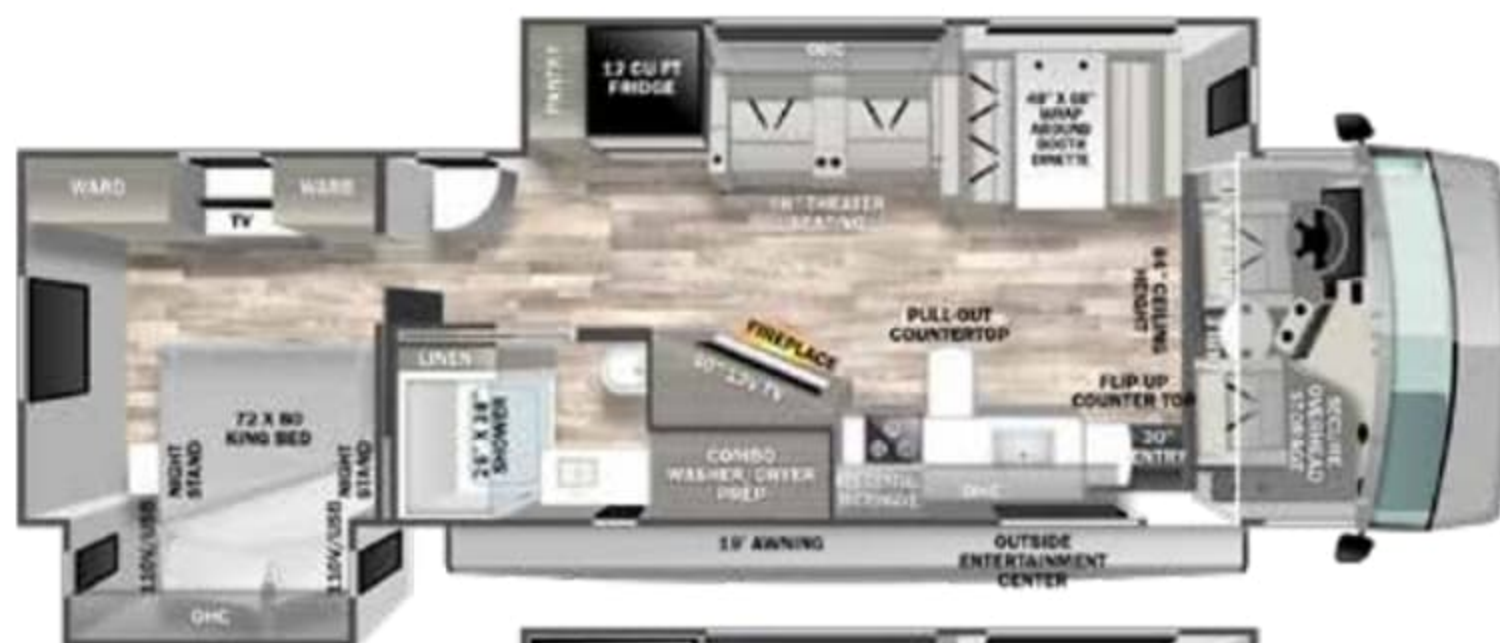 PANTRY
12 CU FT
FRIDGE
OHC
48" X 68"
WRAP
AROUND
BOOTH
DINETTE
WARD
TV
WARB
THEATER
SEATING
84" CEILING
HEIGHT
PULL-OUT
COUNTERTOP
FIREPLACE
LINEN
FLIP UP
COUNTER TOP
72 X 80
KING BED
NIGHT
STAND
NIGHT
STAND
SHOWER
COMBO
WASHER/DRYER
PREP
OHC
30"
ENTRY
SECURE
OVERHEAD
STORAGE
110V/USB
110V/USB
19' AWNING
OUTSIDE
ENTERTAINMENT
CENTER
OHC